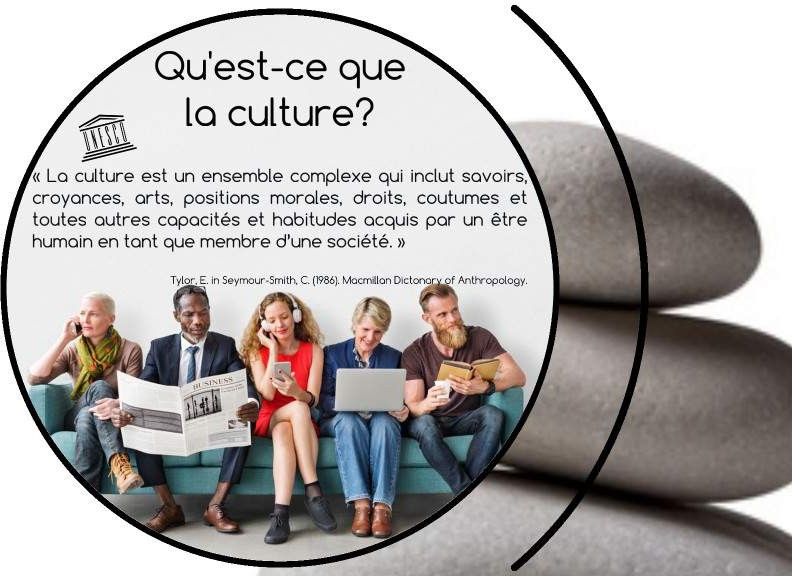 Qu'est-ce que
la culture?
UNESCO
« La culture est un ensemble complexe qui inclut savoirs,
croyances, arts, positions morales, droits, coutumes et
toutes autres capacités et habitudes acquis par un être
humain en tant que membre d'une société. »
Tylor, E. in Seymour-Smith, C. (1986). Macmillan Dictonary of Anthropology.
BUSINESS